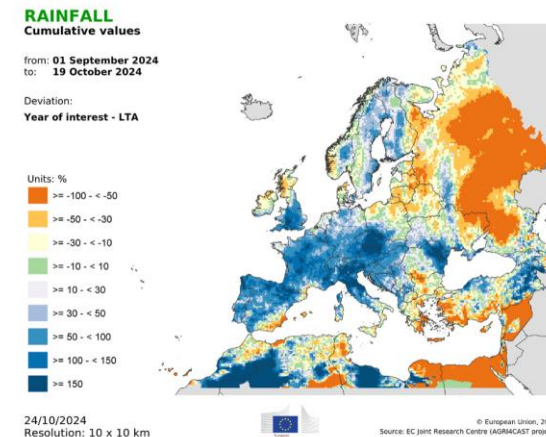 RAINFALL
Cumulative values
from: 01 September 2024
to: 19 October 2024
Deviation:
Year of interest - LTA
Units: %
>= -100 - < -50
>= -50 - < -30
>= -30 - < -10
>= -10 - < 10
>= 10 - < 30
>= 30 - < 50
>= 50 - < 100
>= 100 - < 150
>= 150
24/10/2024
Resolution: 10 x 10 km
© European Union, 20
Source: EC Joint Research Centre (AGRI4CAST proje